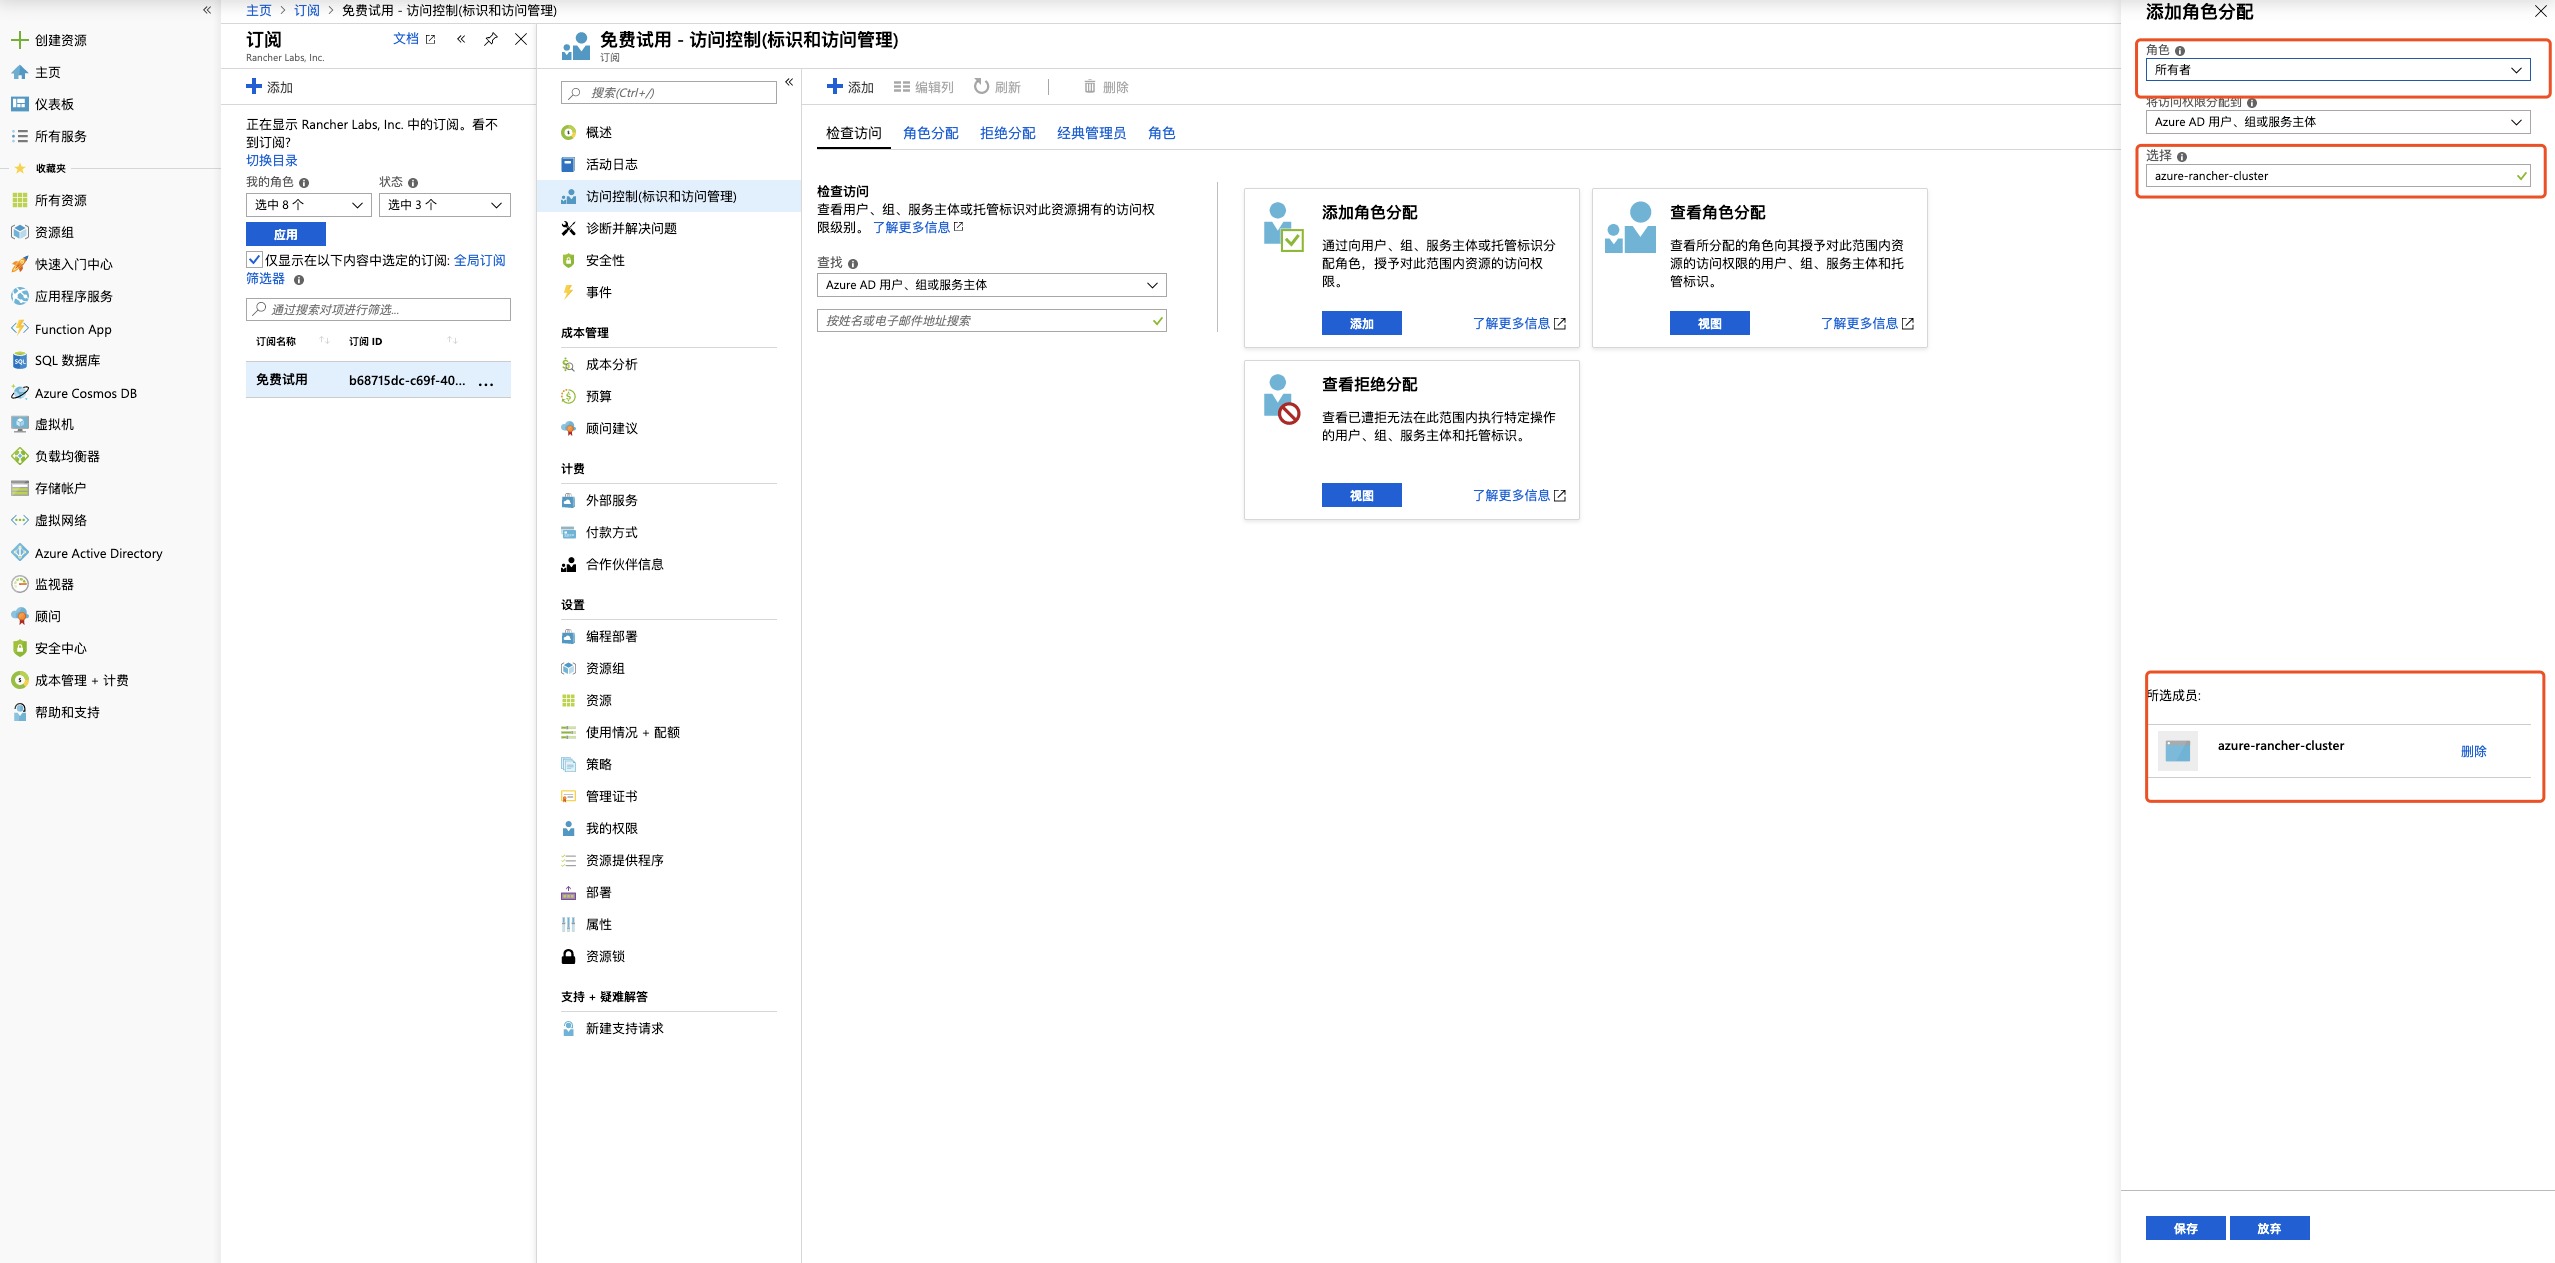 主页 > 订阅 > 免费试用 - 访问控制(标识和访问管理)
创建资源
主页
仪表板
所有服务
收藏夹
所有资源
资源组
快速入门中心
应用程序服务
Function App
SQL 数据库
Azure Cosmos DB
虚拟机
负载均衡器
存储帐户
虚拟网络
Azure Active Directory
监视器
顾问
安全中心
成本管理 + 计费
帮助和支持
订阅
文档
Rancher Labs, Inc.
添加
正在显示 Rancher Labs, Inc. 中的订阅。看不
到订阅?
切换目录
我的角色 状态
选中 8 个 选中 3 个
应用
仅显示在以下内容中选定的订阅: 全局订阅
筛选器
通过搜索对项进行筛选...
订阅名称 订阅 ID
免费试用 b68715dc-c69f-40... ...
免费试用 - 访问控制(标识和访问管理)
订阅
搜索(Ctrl+/)
概述
活动日志
访问控制(标识和访问管理)
诊断并解决问题
安全性
事件
成本管理
成本分析
预算
顾问建议
计费
外部服务
付款方式
合作伙伴信息
设置
编程部署
资源组
资源
使用情况 + 配额
策略
管理证书
我的权限
资源提供程序
部署
属性
资源锁
支持 + 疑难解答
新建支持请求
添加 编辑列 刷新 删除
检查访问 角色分配 拒绝分配 经典管理员 角色
检查访问
查看用户、组、服务主体或托管标识对此资源拥有的访问权
限级别。 了解更多信息
查找
Azure AD 用户、组或服务主体
按姓名或电子邮件地址搜索
添加角色分配
通过向用户、组、服务主体或托管标识分
配角色，授予对此范围内资源的访问权
限。
添加 了解更多信息
查看角色分配
查看所分配的角色向其授予对此范围内资
源的访问权限的用户、组、服务主体和托
管标识。
视图 了解更多信息
查看拒绝分配
查看已遭拒无法在此范围内执行特定操作
的用户、组、服务主体和托管标识。
视图 了解更多信息
添加角色分配
角色
所有者
将访问权限分配到
Azure AD 用户、组或服务主体
选择
azure-rancher-cluster
所选成员:
azure-rancher-cluster 删除
保存 放弃